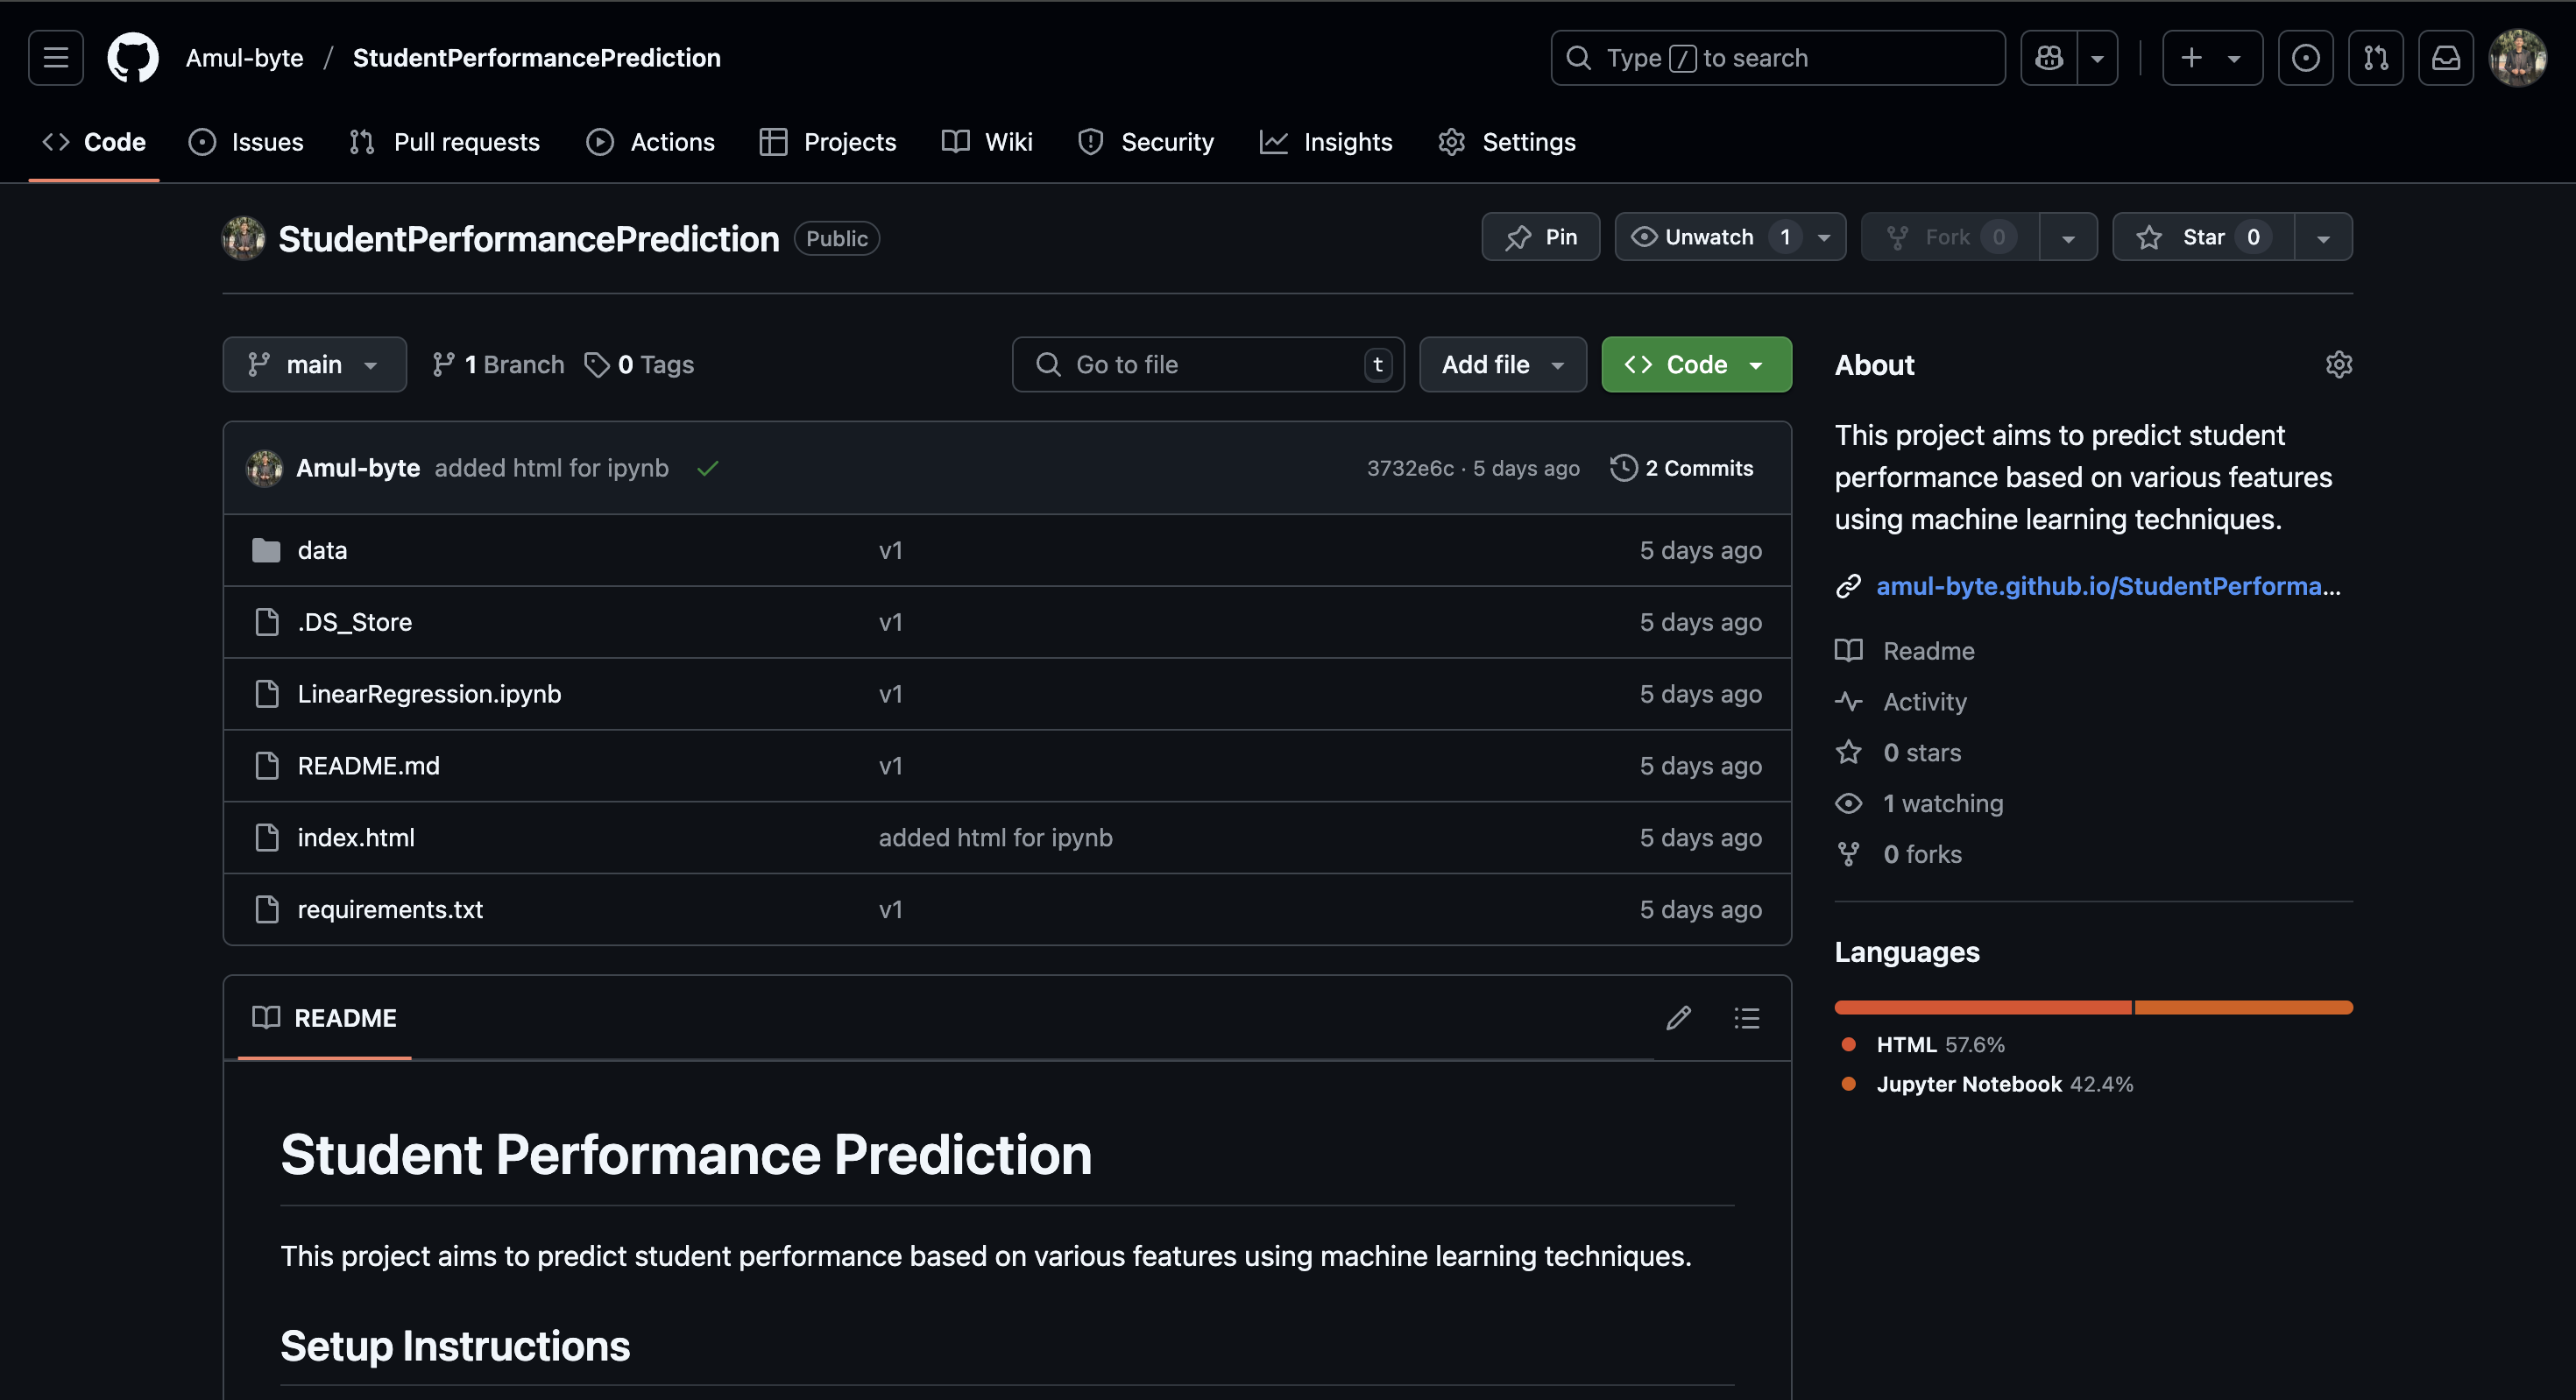 Amul-byte / StudentPerformancePrediction
Type / to search
Code
Issues
Pull requests
Actions
Projects
Wiki
Security
Insights
Settings
StudentPerformancePrediction Public
Pin
Unwatch 1
Fork 0
Star 0
main
1 Branch
0 Tags
Go to file t
Add file
Code
Amul-byte added html for ipynb
3732e6c · 5 days ago
2 Commits
data v1 5 days ago
.DS_Store v1 5 days ago
LinearRegression.ipynb v1 5 days ago
README.md v1 5 days ago
index.html added html for ipynb 5 days ago
requirements.txt v1 5 days ago
README
Student Performance Prediction
This project aims to predict student performance based on various features using machine learning techniques.
Setup Instructions
About
This project aims to predict student
performance based on various features
using machine learning techniques.
amul-byte.github.io/StudentPerforma...
Readme
Activity
0 stars
1 watching
0 forks
Languages
HTML 57.6%
Jupyter Notebook 42.4%